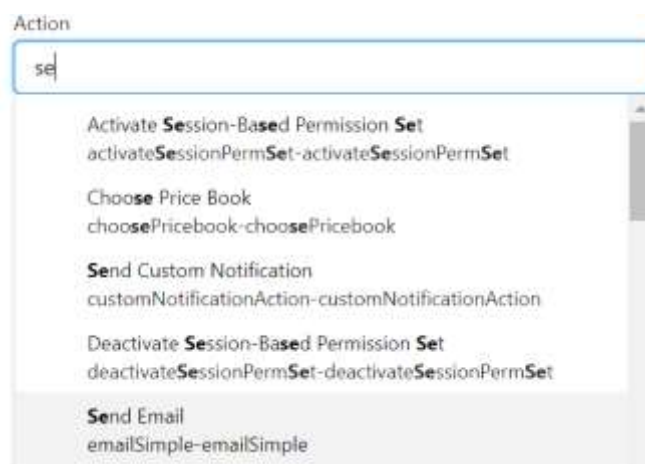 Action
se
Activate Session-Based Permission Set
activateSessionPermSet-activateSessionPermSet
Choose Price Book
choosePricebook-choosePricebook
Send Custom Notification
customNotificationAction-customNotificationAction
Deactivate Session-Based Permission Set
deactivateSessionPermSet-deactivateSessionPermSet
Send Email
emailSimple-emailSimple